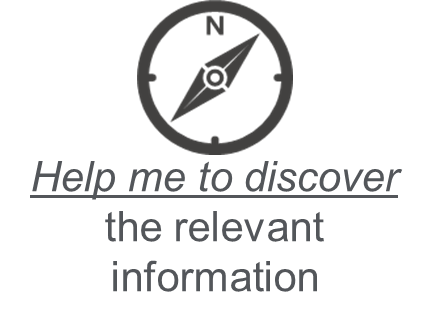 N
Help me to discover
the relevant
information